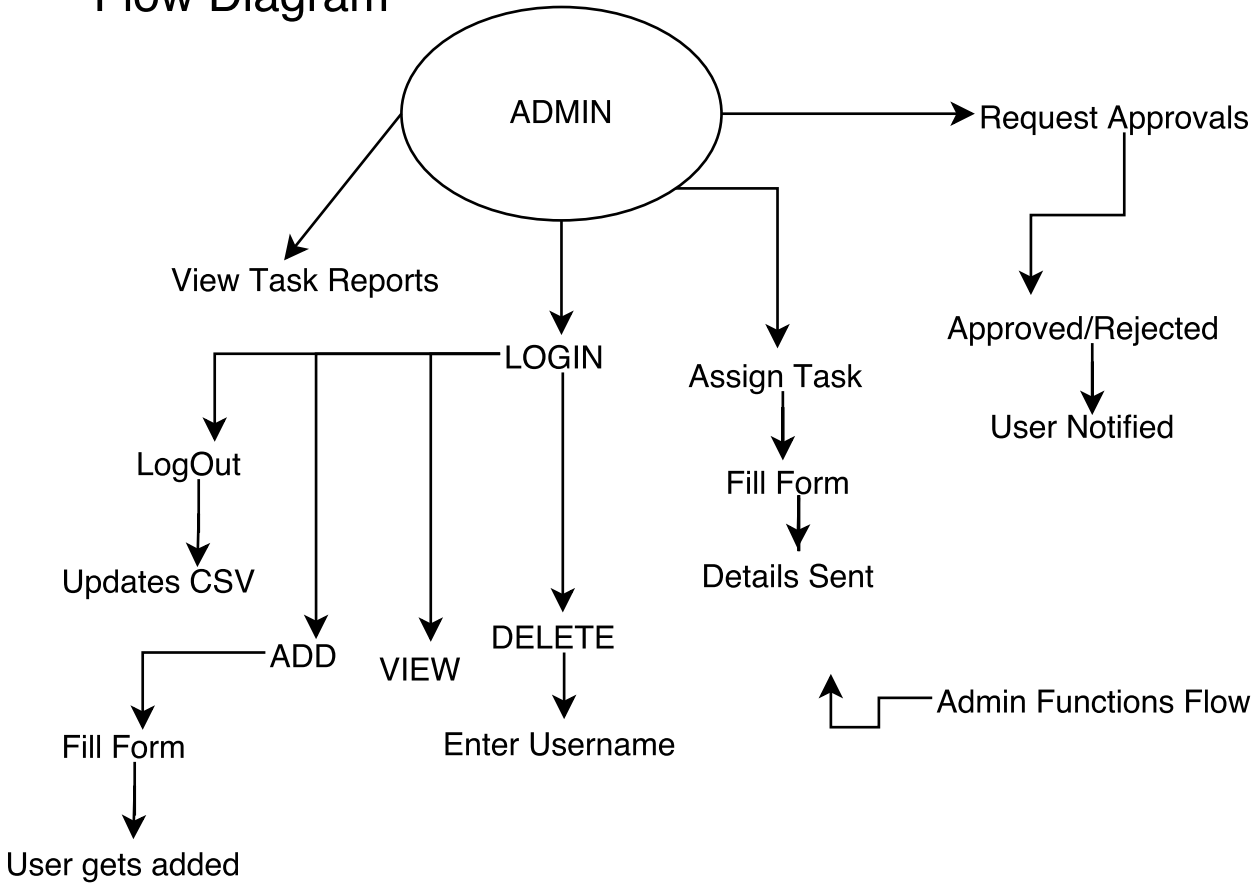 Flow Diagram
ADMIN
Request Approvals
View Task Reports
Approved/Rejected
LOGIN
Assign Task
User Notified
LogOut
Fill Form
Updates CSV
Details Sent
DELETE
ADD
VIEW
Admin Functions Flow
Fill Form
Enter Username
User gets added